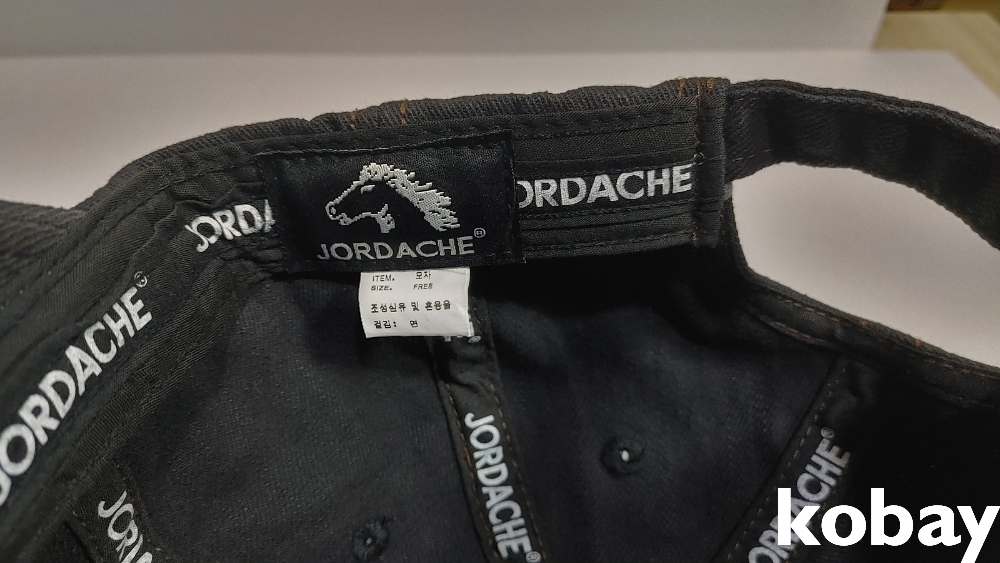 JORDACHE®
JORDACHE
JORDA
JORDACHE®
ITEM. 모자
SIZE. FREE
조성섬유 및 혼용율
겉감: 면
JORDACHE®
JORDACHE®
kobay